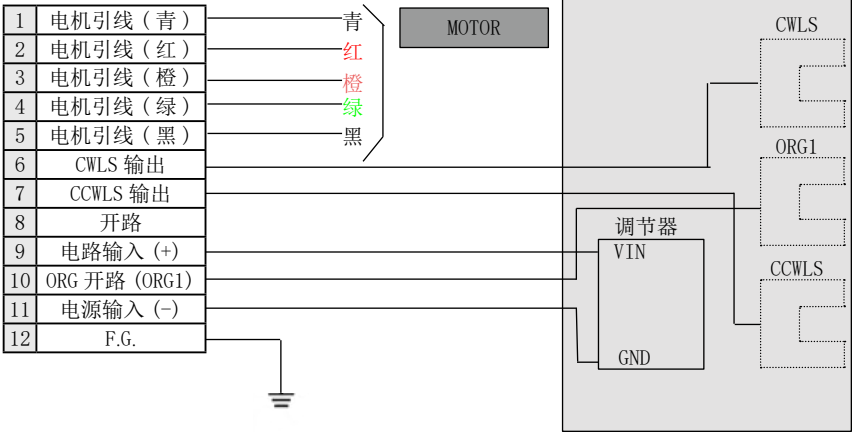 1 电机引线(青)
2 电机引线(红)
3 电机引线(橙)
4 电机引线(绿)
5 电机引线(黑)
6 CWLS 输出
7 CCWLS 输出
8 开路
9 电路输入 (+)
10 ORG 开路 (ORG1)
11 电源输入 (-)
12 F.G.
青
红
橙
绿
黑
MOTOR
CWLS
ORG1
CCWLS
调节器
VIN
GND